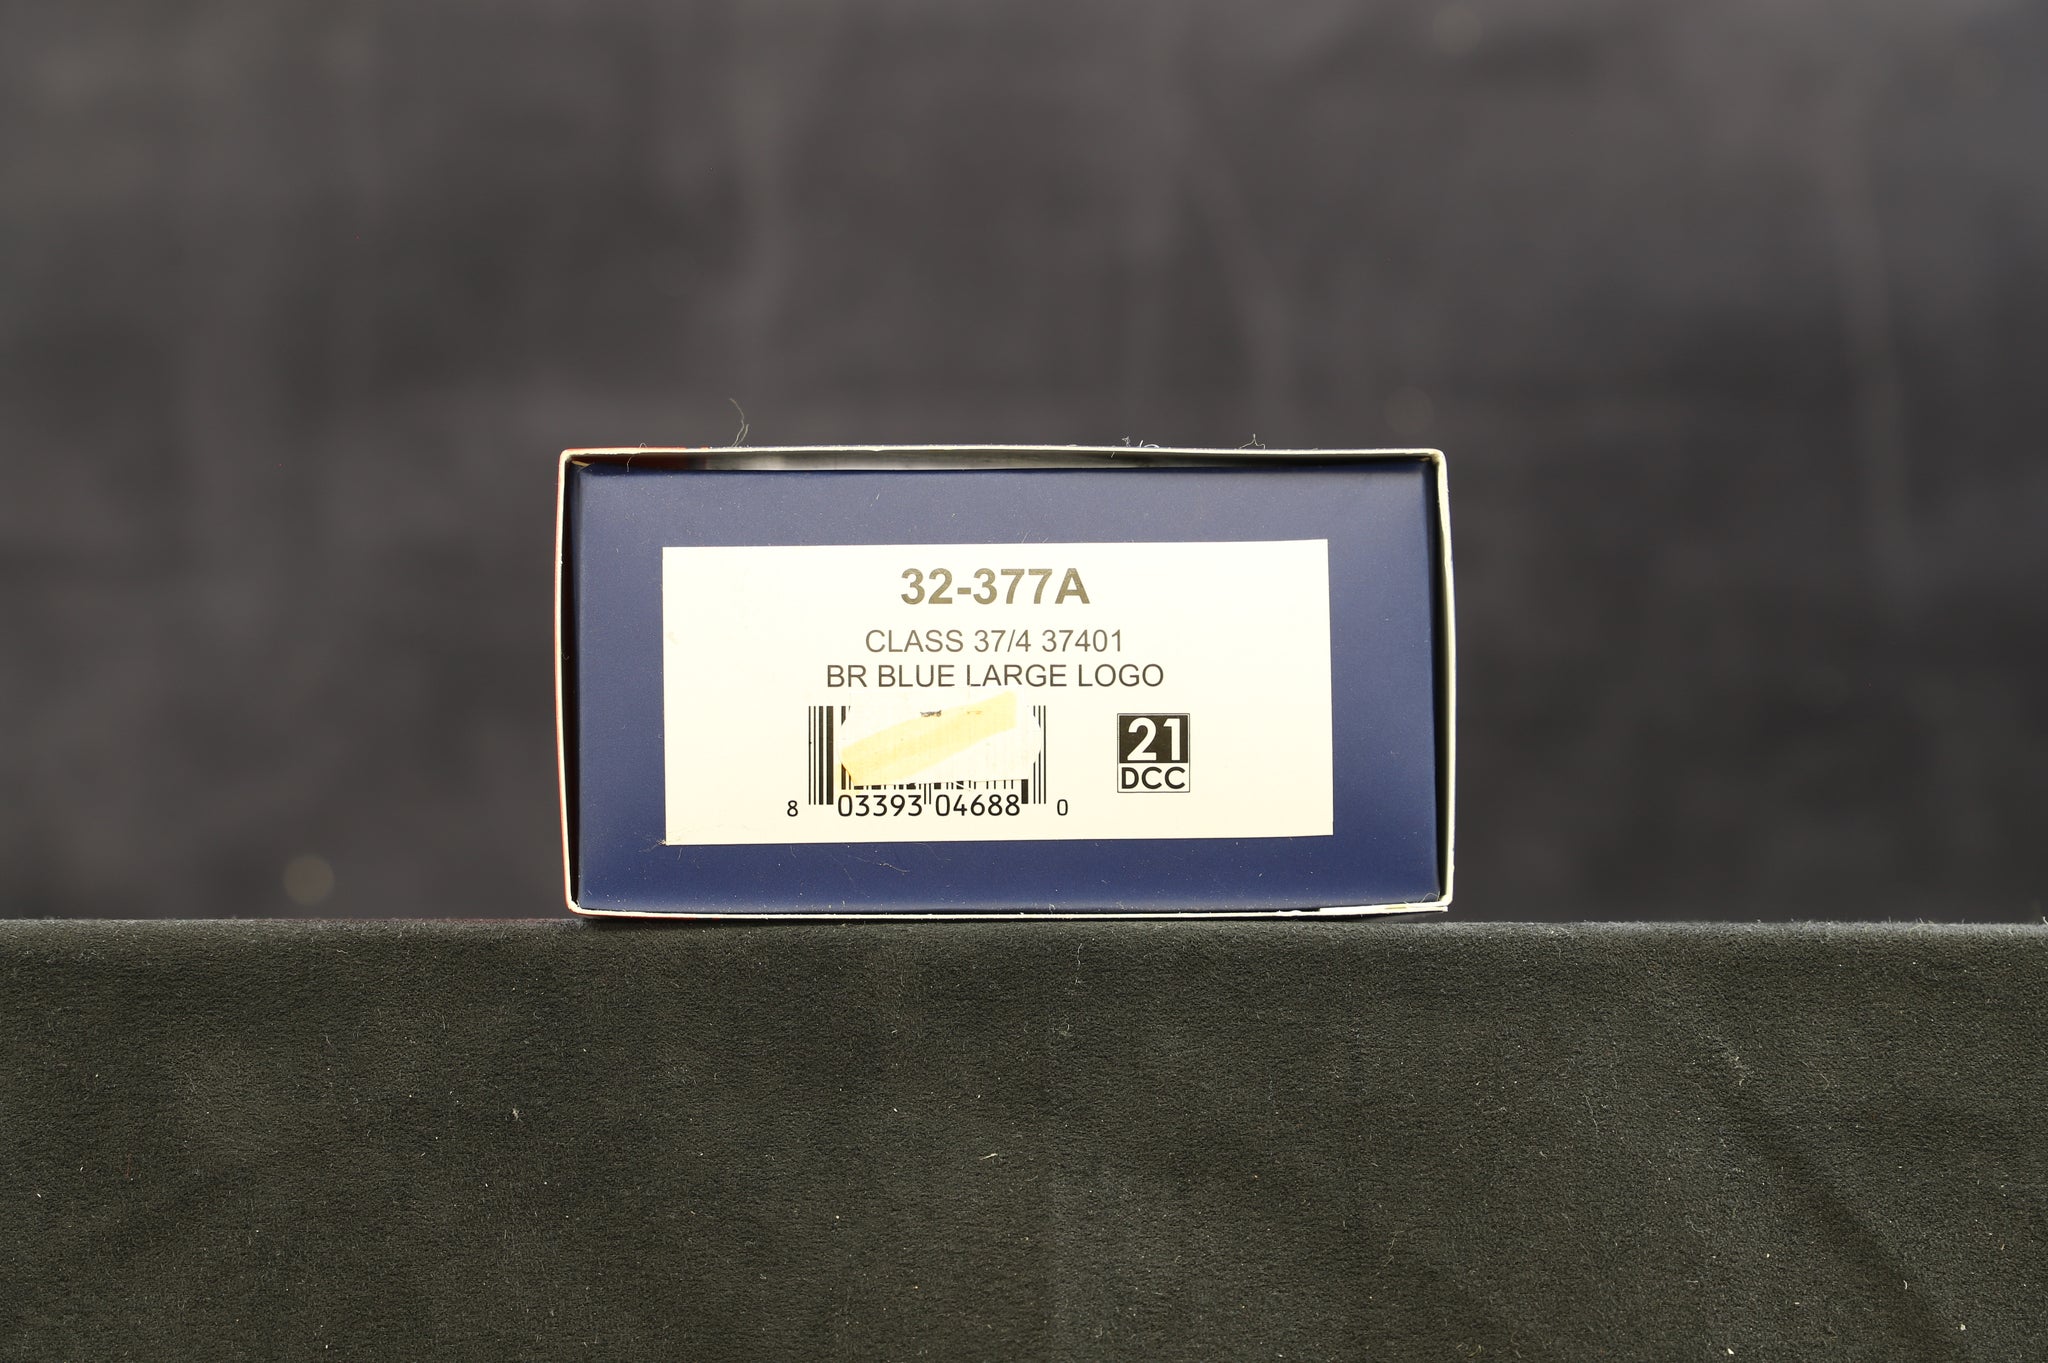 32-377A
CLASS 37/4 37401
BR BLUE LARGE LOGO
21
DCC
8 03393 04688 0